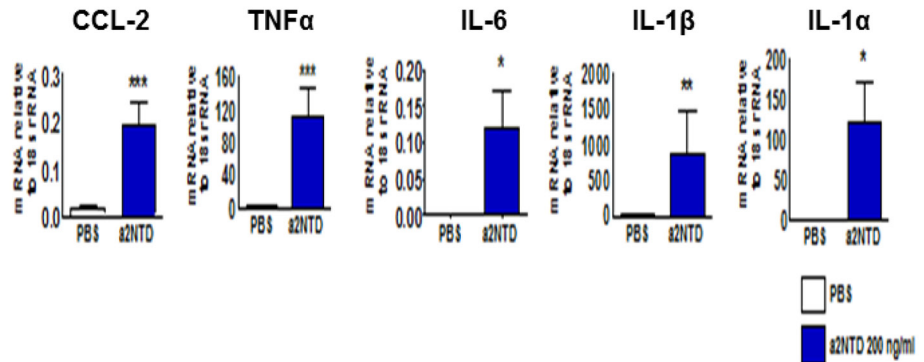 CCL-2
mRNA relative
to 18s rRNA
0.3
0.2
0.1
0.0
***
PBS
a2NTD
TNFα
mRNA relative
to 18s rRNA
160
120
80
40
0
***
PBS
a2NTD
IL-6
mRNA relative
to 18s rRNA
0.20
0.15
0.10
0.05
0.00
*
PBS
a2NTD
IL-1β
mRNA relative
to 18s rRNA
2000
1500
1000
500
0
**
PBS
a2NTD
IL-1α
mRNA relative
to 18s rRNA
200
150
100
50
0
*
PBS
a2NTD
PBS
a2NTD 200 ng/ml